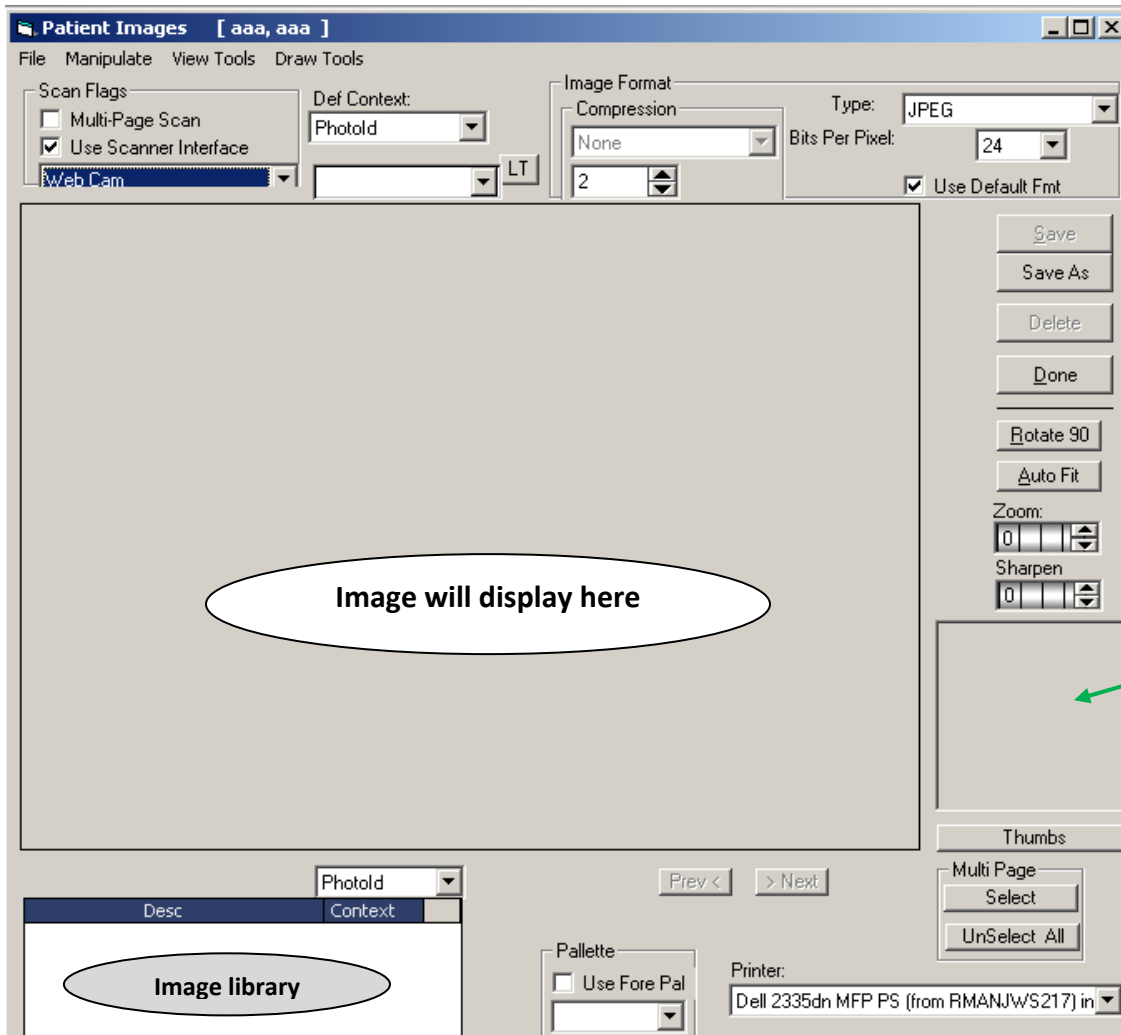 Patient Images [ aaa, aaa ]
File Manipulate View Tools Draw Tools
Scan Flags
Multi-Page Scan
Use Scanner Interface
Web Cam
Def Context:
PhotoId
LT
Image Format
Compression
None
2
Type:
JPEG
Bits Per Pixel:
24
Use Default Fmt
Save
Save As
Delete
Done
Rotate 90
Auto Fit
Zoom:
0
Sharpen
0
Image will display here
Thumbs
PhotoId
Prev <
> Next
Multi Page
Select
UnSelect All
Desc Context
Image library
Pallette
Use Fore Pal
Printer:
Dell 2335dn MFP PS (from RMANJWS217) in